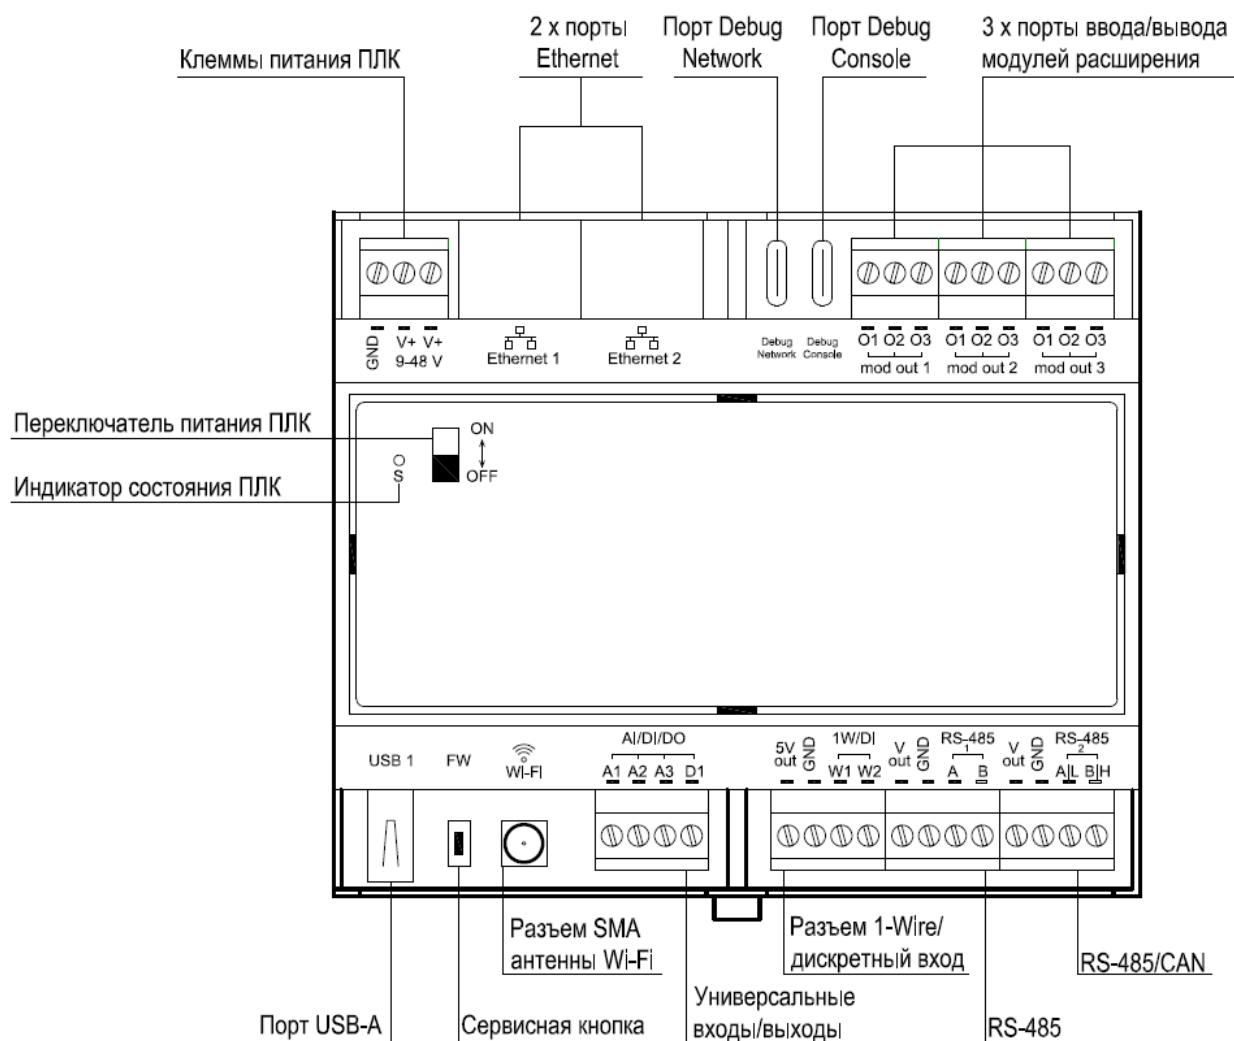 2 x порты Ethernet
Порт Debug Network
Порт Debug Console
3 x порты ввода/вывода модулей расширения
Клеммы питания ПЛК
GND V+ V+
9-48 V
Ethernet 1
Ethernet 2
Debug Network
Debug Console
O1 O2 O3 O1 O2 O3 O1 O2 O3
mod out 1 mod out 2 mod out 3
Переключатель питания ПЛК
ON
OFF
S
Индикатор состояния ПЛК
USB 1
FW
Wi-Fi
AI/DI/DO
A1 A2 A3 D1
5V out GND
1W/DI
W1 W2
V out GND
RS-485
1
A B
V out GND
RS-485
2
A|L B|H
Разъем SMA
антенны Wi-Fi
Разъем 1-Wire/
дискретный вход
RS-485/CAN
Порт USB-A
Сервисная кнопка
Универсальные
входы/выходы
RS-485